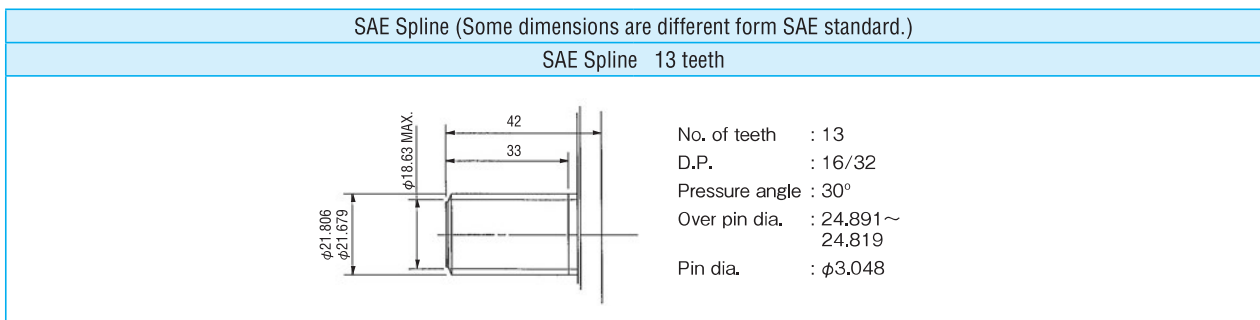 SAE Spline (Some dimensions are different form SAE standard.)
SAE Spline 13 teeth
42
33
φ18.63 MAX.
φ21.806
φ21.679
No. of teeth : 13
D.P. : 16/32
Pressure angle : 30°
Over pin dia. : 24.891~
24.819
Pin dia. : φ3.048